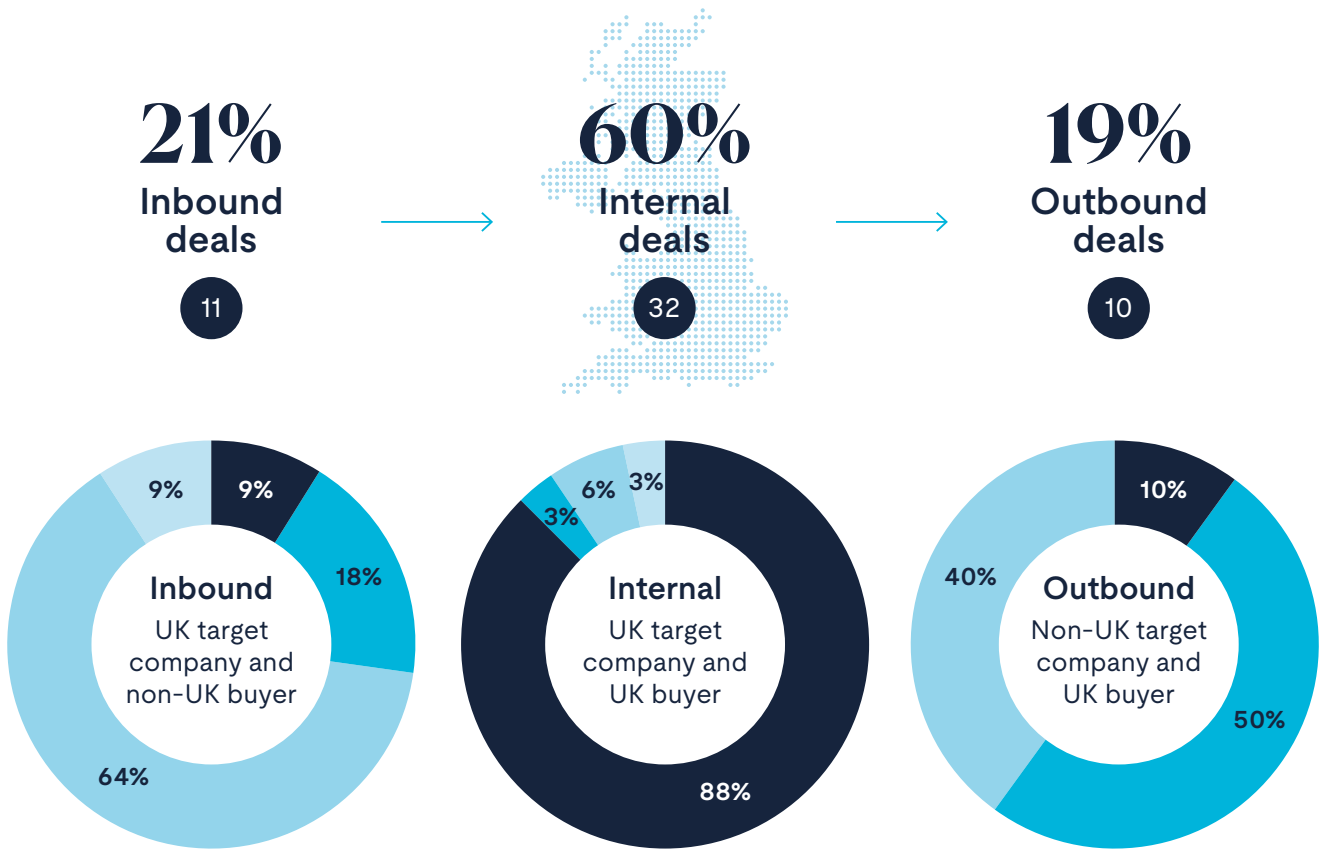 21%
Inbound
deals
11
60%
Internal
deals
32
19%
Outbound
deals
10
9%
9%
18%
64%
Inbound
UK target
company and
non-UK buyer
3%
6%
3%
88%
Internal
UK target
company and
UK buyer
10%
40%
50%
Outbound
Non-UK target
company and
UK buyer